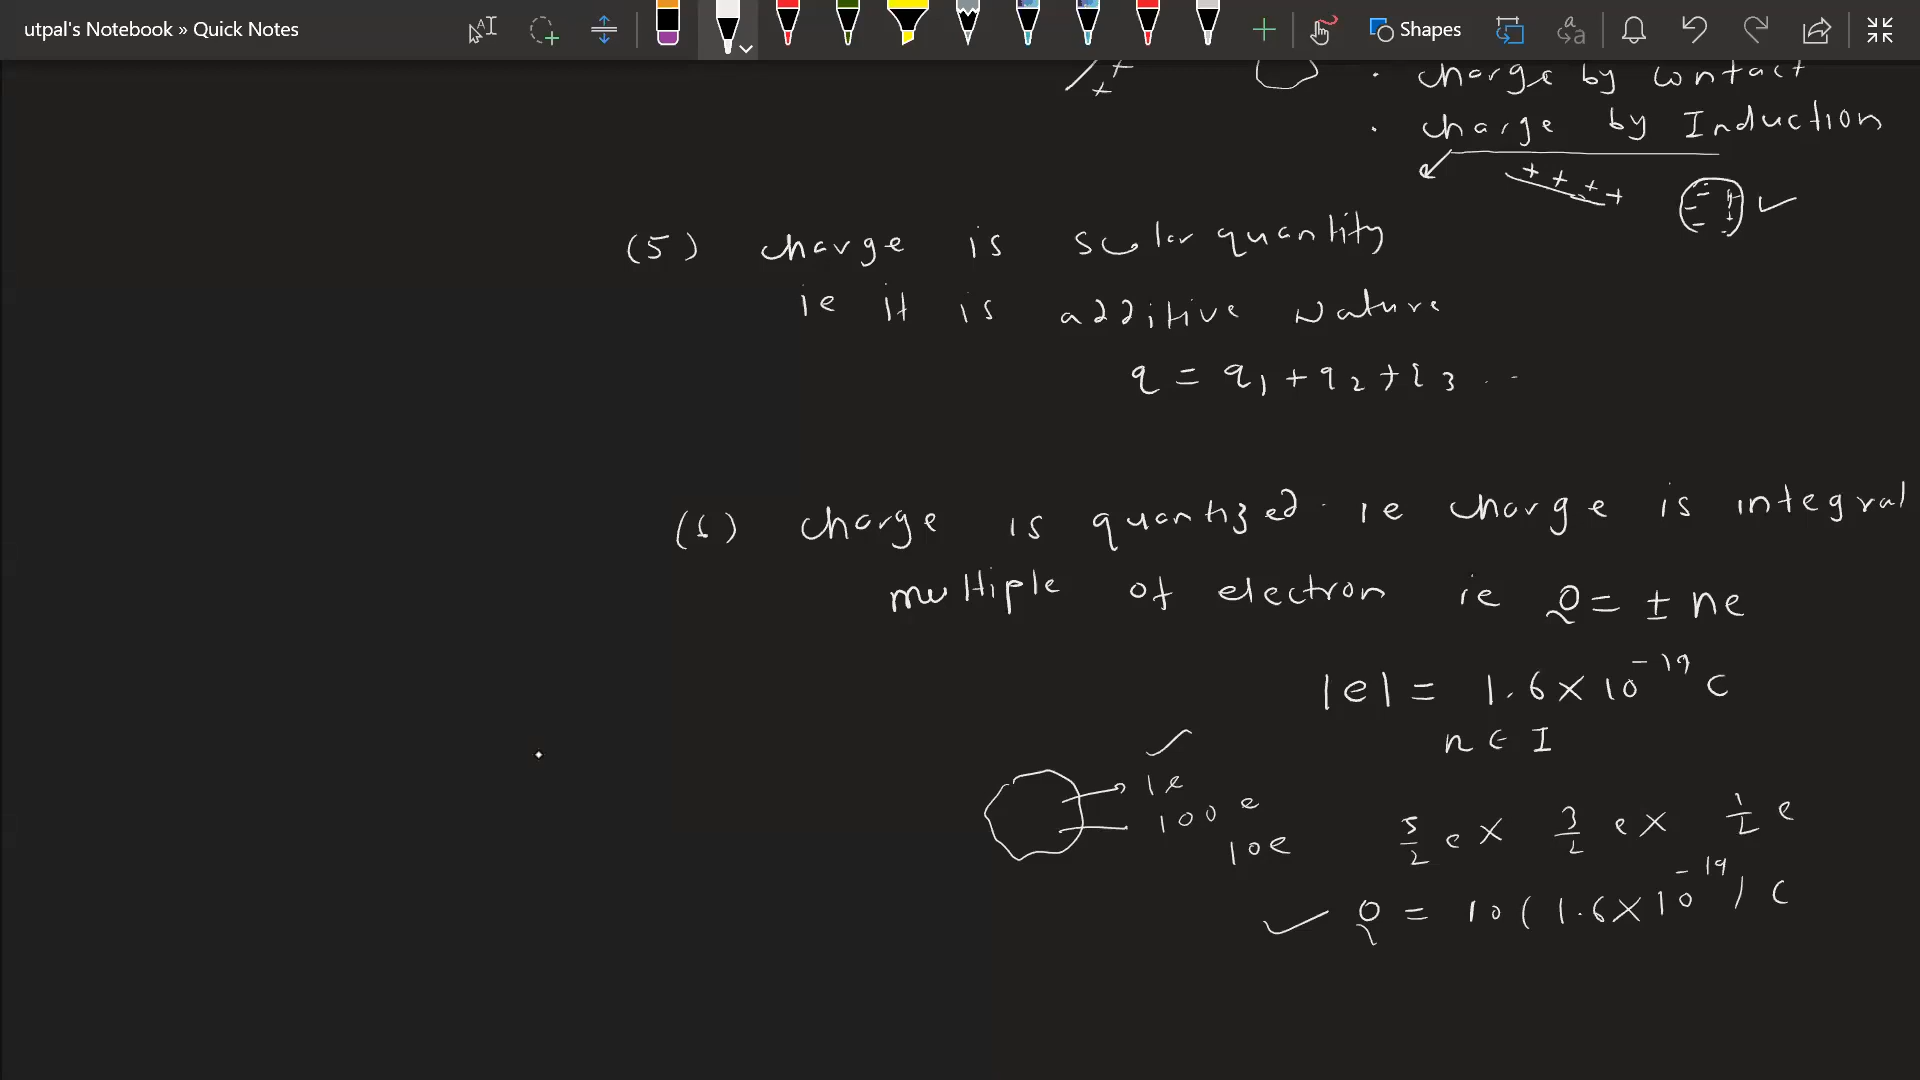 utpal's Notebook » Quick Notes
Shapes
· charge by contact
· charge by Induction
+ + + +
(5) charge is scalar quantity
ie it is additive Nature
q = q1 + q2 + q3 ...
(6) charge is quantized. ie charge is integral
multiple of electron ie Q = ± ne
|e| = 1.6 × 10^-19 C
n ∈ I
1e
100 e
10e
5/2 e × 3/2 e × 1/2 e
Q = 10 ( 1.6 × 10^-19 ) C